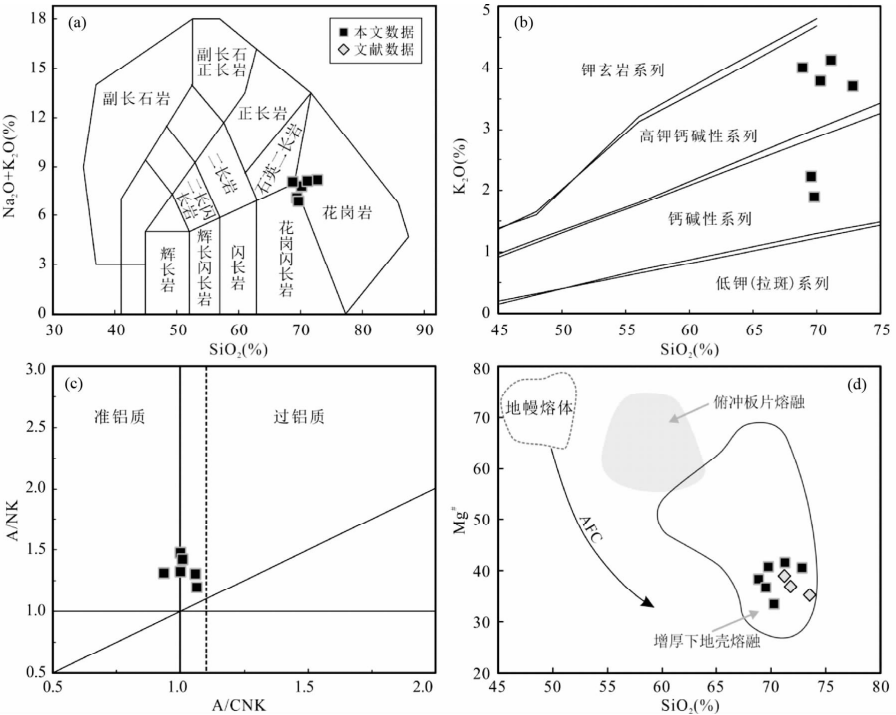 (a)
本文数据
文献数据
副长石
正长岩
副长石岩
正长岩
石英二长岩
二长岩
二长闪
长岩
花岗岩
辉长岩
辉长闪长岩
闪长岩
花岗闪长岩
18
15
12
9
6
3
0
Na₂O+K₂O(%)
30
40
50
60
70
80
90
SiO₂(%)
(b)
钾玄岩系列
高钾钙碱性系列
钙碱性系列
低钾(拉斑)系列
5
4
3
2
1
0
K₂O(%)
45
50
55
60
65
70
75
SiO₂(%)
(c)
准铝质
过铝质
3.0
2.5
2.0
1.5
1.0
0.5
A/NK
0.5
1.0
1.5
2.0
A/CNK
(d)
地幔熔体
俯冲板片熔融
AFC
增厚下地壳熔融
80
70
60
50
40
30
20
Mg#
45
50
55
60
65
70
75
80
SiO₂(%)